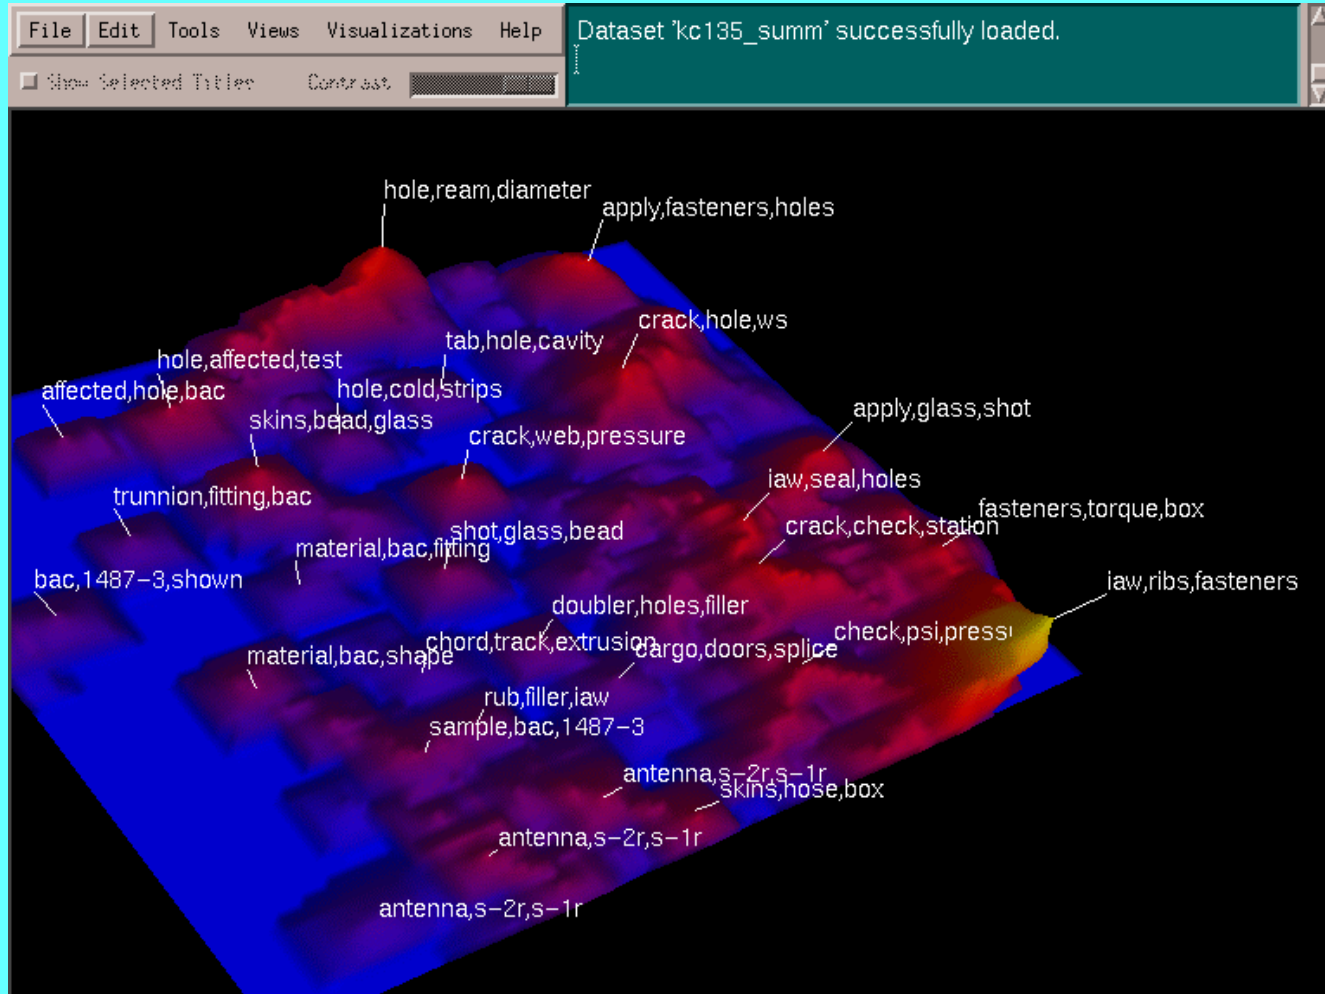 File Edit Tools Views Visualizations Help
Dataset 'kc135_summ' successfully loaded.
Show Selected Titles Contrast
hole,ream,diameter
apply,fasteners,holes
crack,hole,ws
tab,hole,cavity
hole,affected,test
affected,hole,bac
hole,cold,strips
skins,bead,glass
apply,glass,shot
crack,web,pressure
iaw,seal,holes
trunnion,fitting,bac
fasteners,torque,box
crack,check,station
shot,glass,bead
material,bac,fitting
bac,1487-3,shown
iaw,ribs,fasteners
doubler,holes,filler
check,psi,pressu
chord,track,extrusion
cargo,doors,splice
material,bac,shape
rub,filler,iaw
sample,bac,1487-3
antenna,s-2r,s-1r
skins,hose,box
antenna,s-2r,s-1r
antenna,s-2r,s-1r